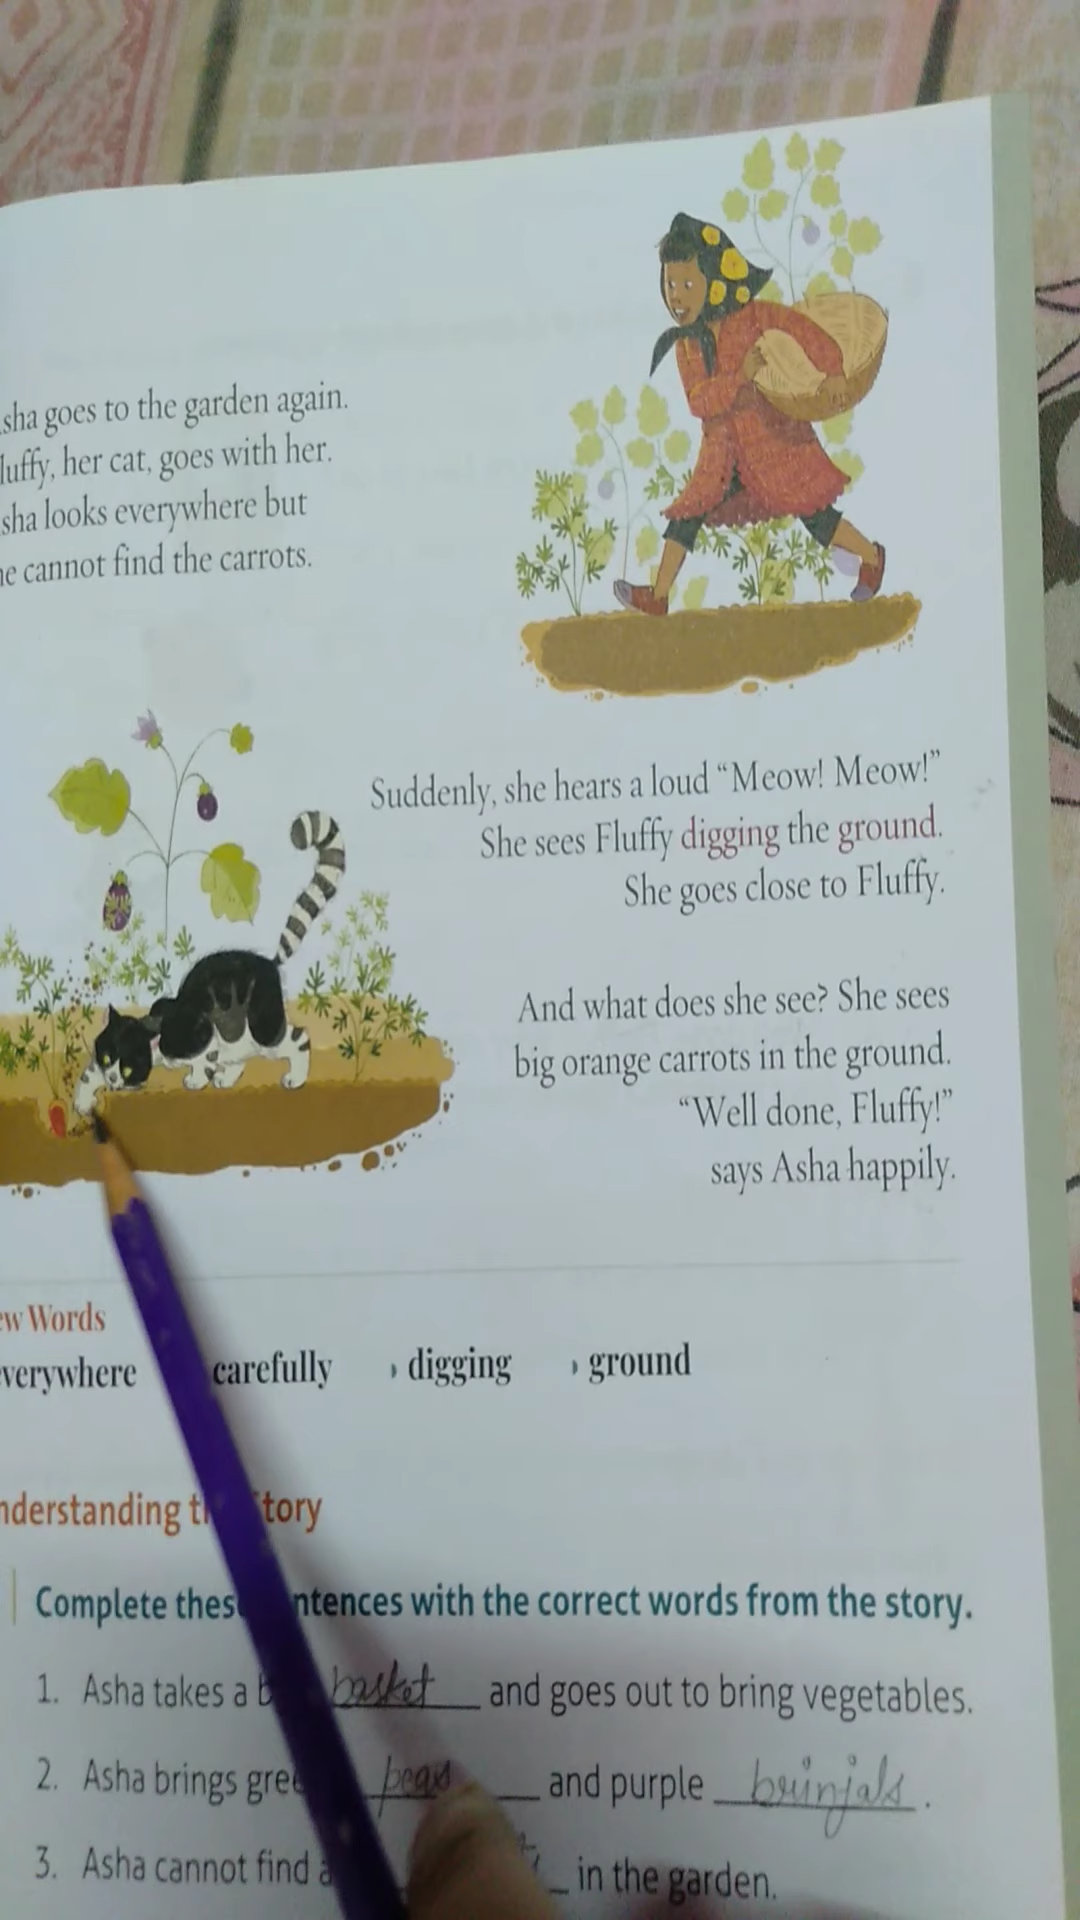 sha goes to the garden again.
luffy, her cat, goes with her.
sha looks everywhere but
he cannot find the carrots.
Suddenly, she hears a loud “Meow! Meow!”
She sees Fluffy digging the ground.
She goes close to Fluffy.
And what does she see? She sees
big orange carrots in the ground.
“Well done, Fluffy!”
says Asha happily.
ew Words
verywhere carefully digging ground
nderstanding t tory
Complete thes ntences with the correct words from the story.
1. Asha takes a b basket and goes out to bring vegetables.
2. Asha brings gre peas and purple brinjals.
3. Asha cannot find a in the garden.